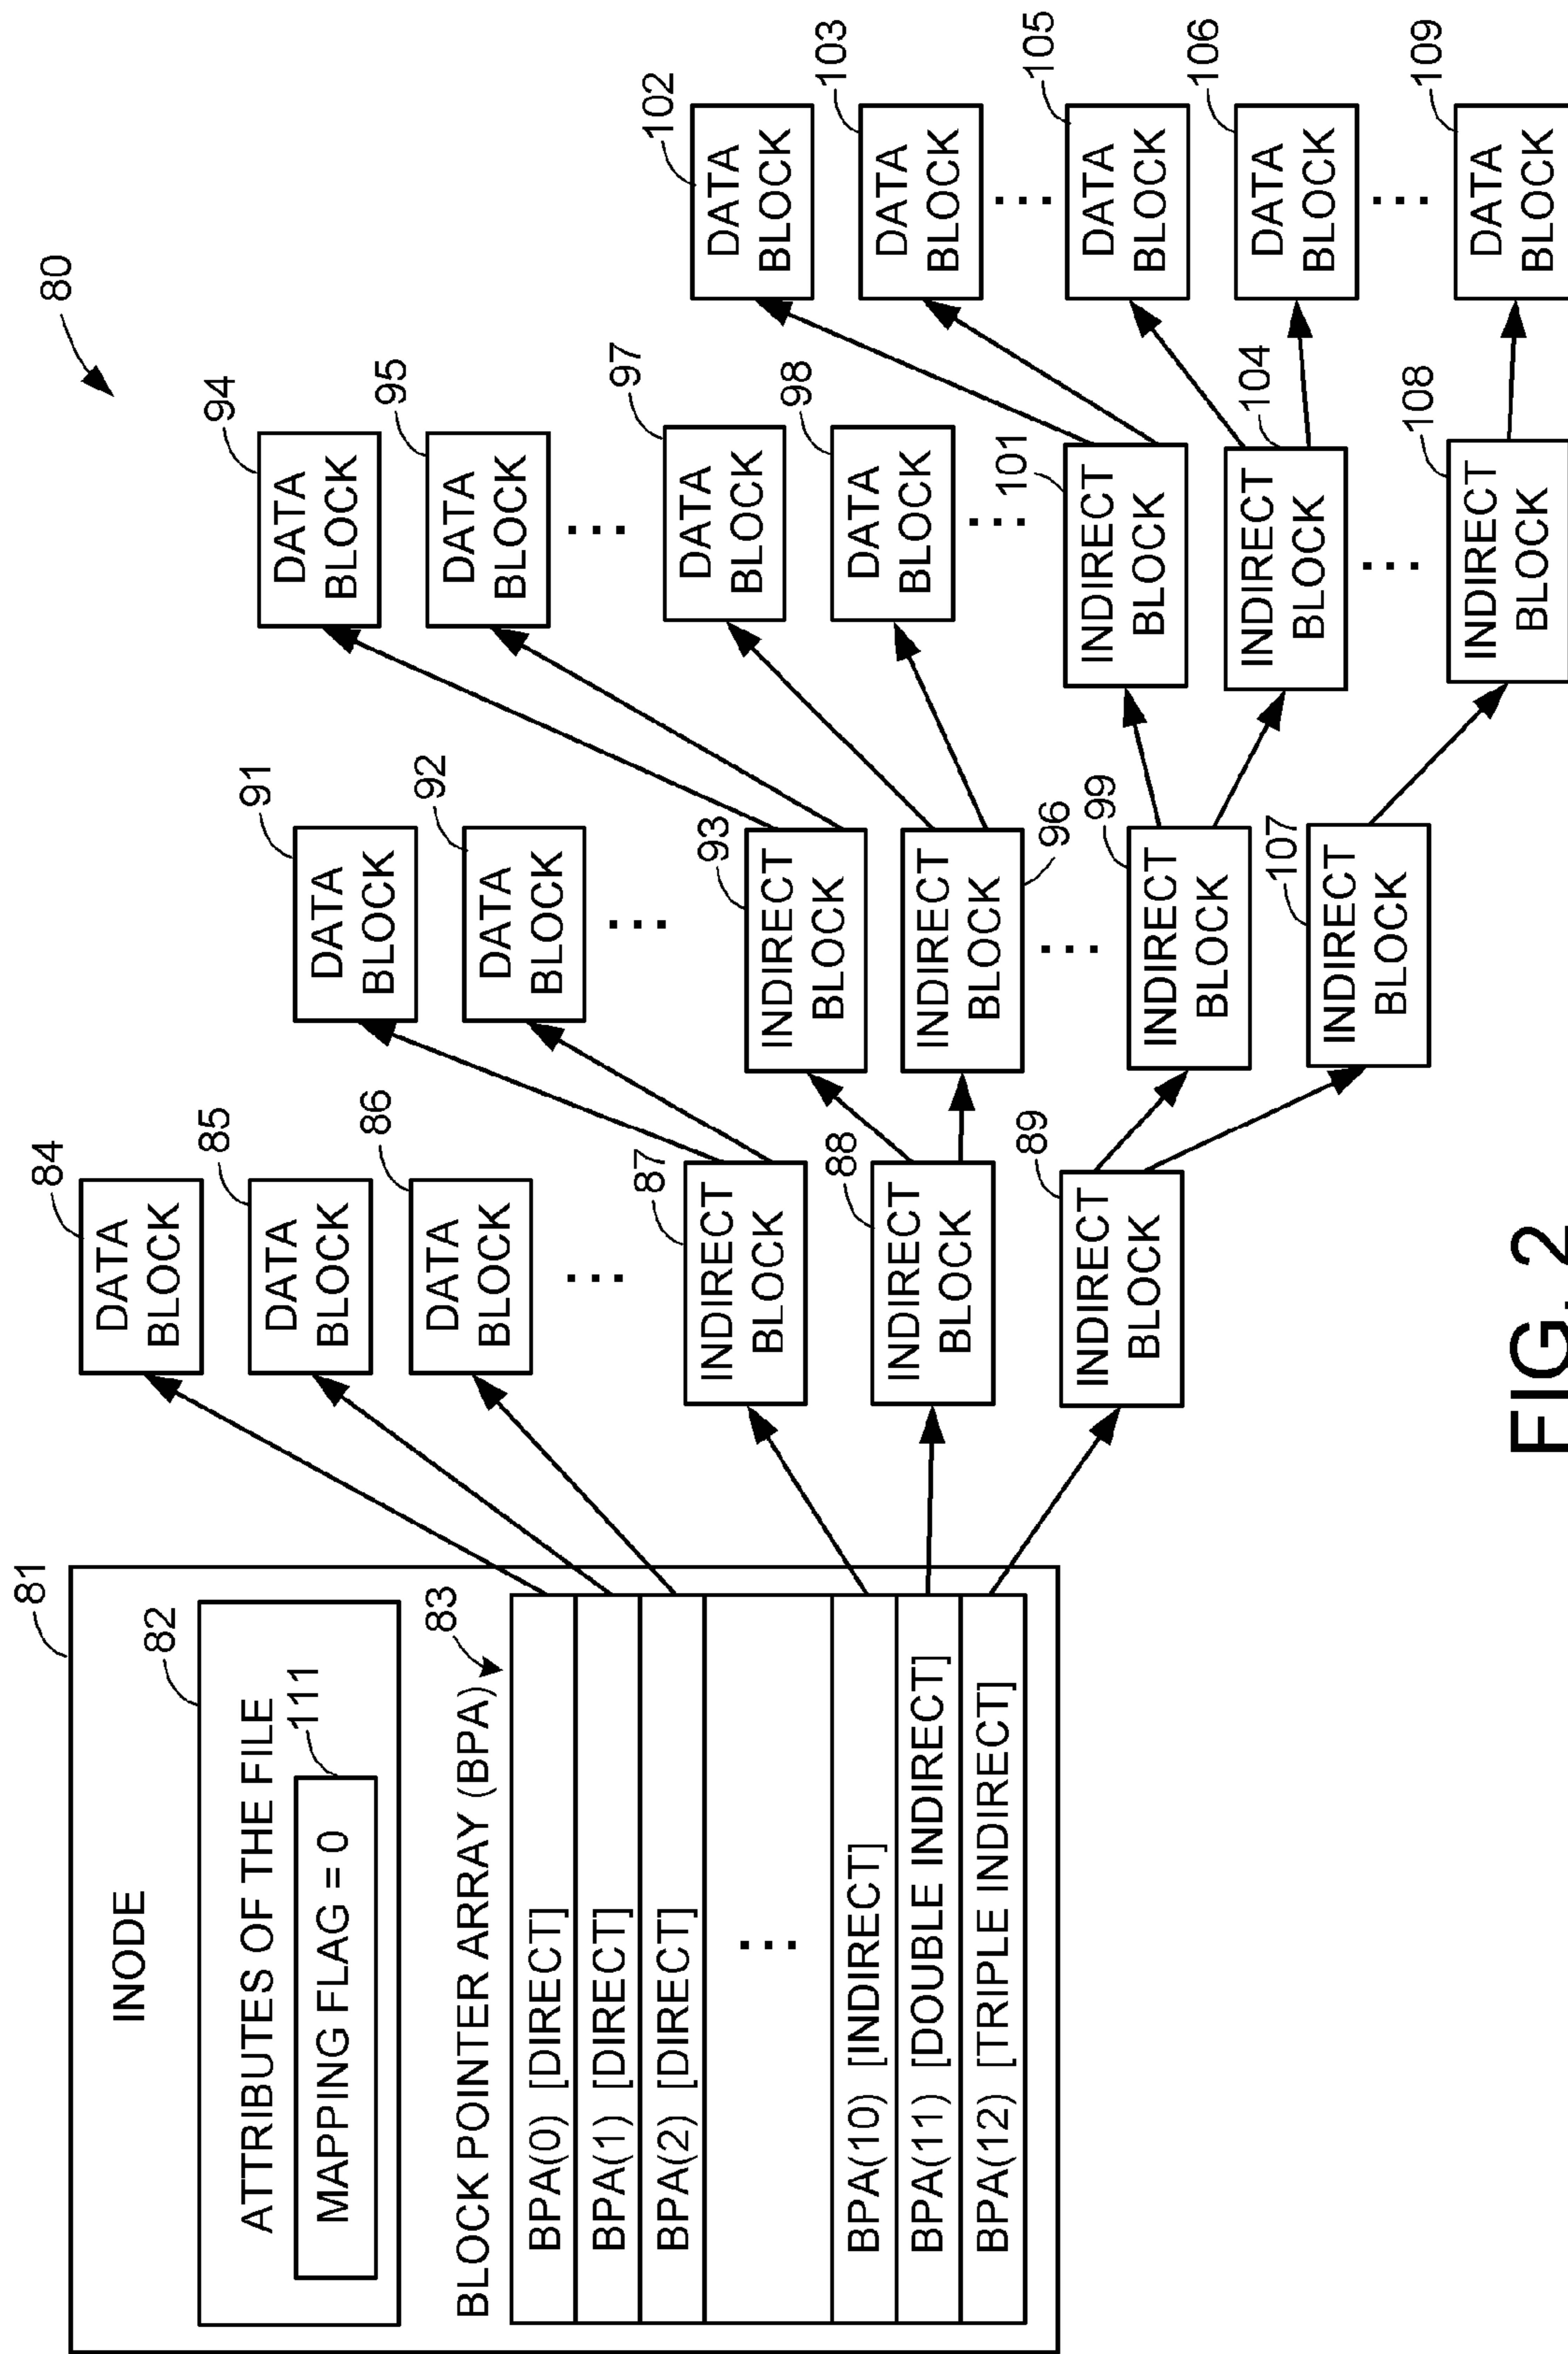 80
81
INODE
82
ATTRIBUTES OF THE FILE
111
MAPPING FLAG = 0
BLOCK POINTER ARRAY (BPA)
83
BPA(0) [DIRECT]
BPA(1) [DIRECT]
BPA(2) [DIRECT]
...
BPA(10) [INDIRECT]
BPA(11) [DOUBLE INDIRECT]
BPA(12) [TRIPLE INDIRECT]
84
DATA
BLOCK
85
DATA
BLOCK
86
DATA
BLOCK
...
87
INDIRECT
BLOCK
88
INDIRECT
BLOCK
89
INDIRECT
BLOCK
91
DATA
BLOCK
92
DATA
BLOCK
...
93
INDIRECT
BLOCK
96
INDIRECT
BLOCK
...
99
INDIRECT
BLOCK
107
INDIRECT
BLOCK
94
DATA
BLOCK
95
DATA
BLOCK
...
97
DATA
BLOCK
98
DATA
BLOCK
...
101
INDIRECT
BLOCK
104
INDIRECT
BLOCK
...
108
INDIRECT
BLOCK
102
DATA
BLOCK
103
DATA
BLOCK
...
105
DATA
BLOCK
106
DATA
BLOCK
...
109
DATA
BLOCK
FIG. 2